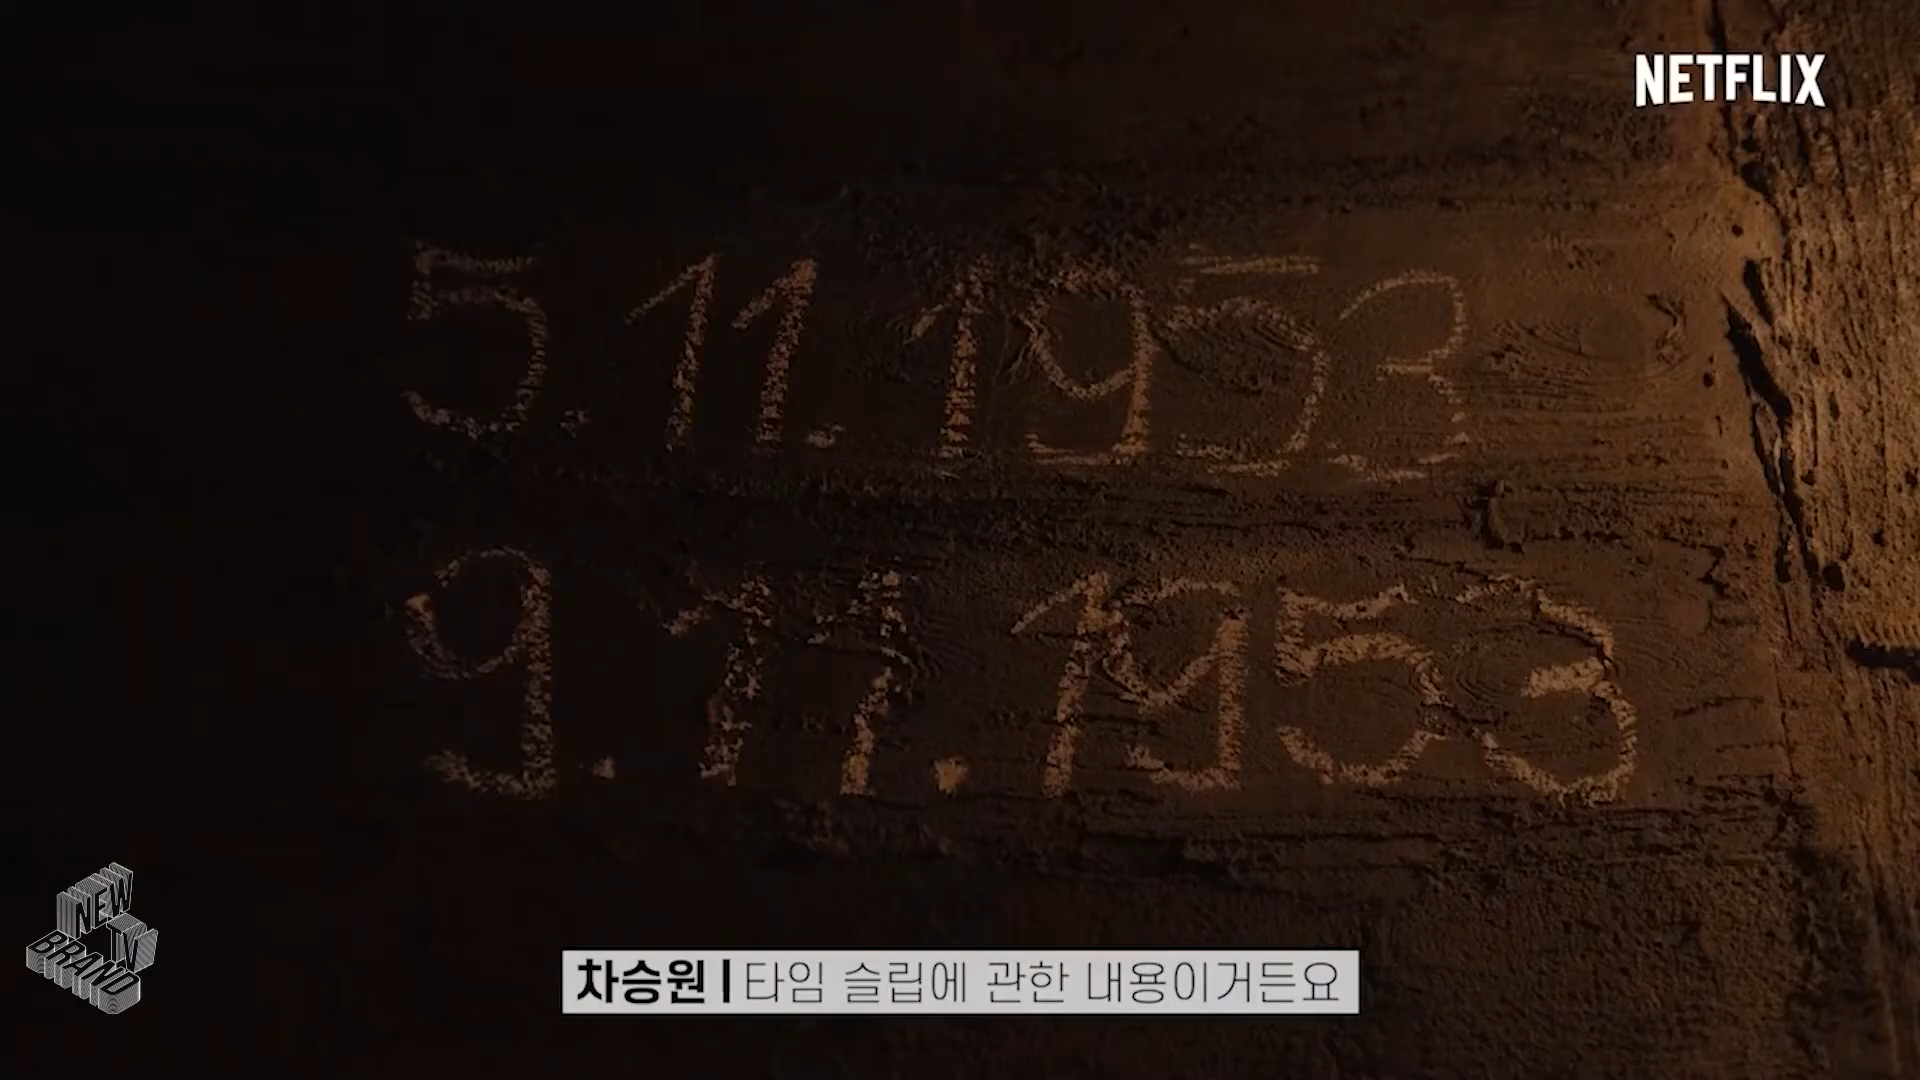 NETFLIX
5.11.1953
9.11.1953
NEW
TV
BRAND
차승원 | 타임 슬립에 관한 내용이거든요